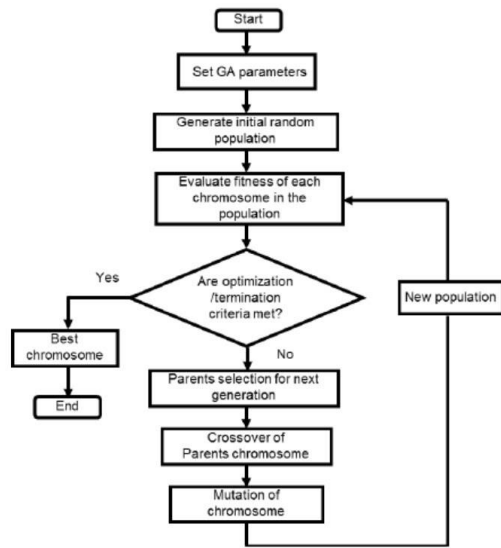 Start
Set GA parameters
Generate initial random
population
Evaluate fitness of each
chromosome in the
population
Yes
Are optimization
/termination
criteria met?
New population
Best
chromosome
No
End
Parents selection for next
generation
Crossover of
Parents chromosome
Mutation of
chromosome